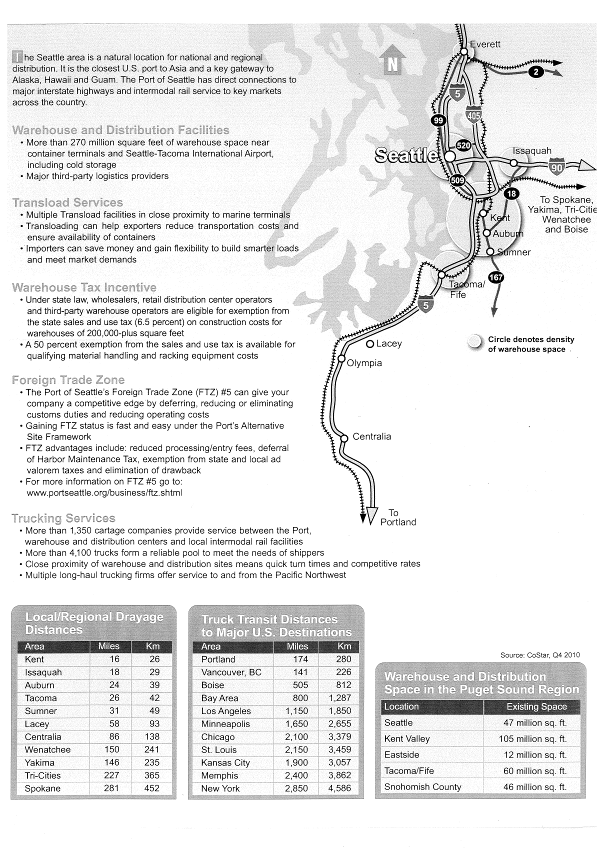 The Seattle area is a natural location for national and regional
distribution. It is the closest U.S. port to Asia and a key gateway to
Alaska, Hawaii and Guam. The Port of Seattle has direct connections to
major interstate highways and intermodal rail service to key markets
across the country.
Warehouse and Distribution Facilities
• More than 270 million square feet of warehouse space near
container terminals and Seattle-Tacoma International Airport,
including cold storage
• Major third-party logistics providers
Transload Services
• Multiple Transload facilities in close proximity to marine terminals
• Transloading can help exporters reduce transportation costs and
ensure availability of containers
• Importers can save money and gain flexibility to build smarter loads
and meet market demands
Warehouse Tax Incentive
• Under state law, wholesalers, retail distribution center operators
and third-party warehouse operators are eligible for exemption from
the state sales and use tax (6.5 percent) on construction costs for
warehouses of 200,000-plus square feet
• A 50 percent exemption from the sales and use tax is available for
qualifying material handling and racking equipment costs
Foreign Trade Zone
• The Port of Seattle's Foreign Trade Zone (FTZ) #5 can give your
company a competitive edge by deferring, reducing or eliminating
customs duties and reducing operating costs
• Gaining FTZ status is fast and easy under the Port's Alternative
Site Framework
• FTZ advantages include: reduced processing/entry fees, deferral
of Harbor Maintenance Tax, exemption from state and local ad
valorem taxes and elimination of drawback
• For more information on FTZ #5 go to:
www.portseattle.org/business/ftz.shtml
Trucking Services
• More than 1,350 cartage companies provide service between the Port,
warehouse and distribution centers and local intermodal rail facilities
• More than 4,100 trucks form a reliable pool to meet the needs of shippers
• Close proximity of warehouse and distribution sites means quick turn times and competitive rates
• Multiple long-haul trucking firms offer service to and from the Pacific Northwest
N
Everett
2
5
405
99
520
Seattle
Issaquah
90
509
18
To Spokane,
Yakima, Tri-Citie
Wenatchee
and Boise
Kent
Auburn
Sumner
167
Tacoma/
Fife
5
Circle denotes density
of warehouse space
Lacey
Olympia
Centralia
To
Portland
Local/Regional Drayage
Distances
Area Miles Km
Kent 16 26
Issaquah 18 29
Auburn 24 39
Tacoma 26 42
Sumner 31 49
Lacey 58 93
Centralia 86 138
Wenatchee 150 241
Yakima 146 235
Tri-Cities 227 365
Spokane 281 452
Truck Transit Distances
to Major U.S. Destinations
Area Miles Km
Portland 174 280
Vancouver, BC 141 226
Boise 505 812
Bay Area 800 1,287
Los Angeles 1,150 1,850
Minneapolis 1,650 2,655
Chicago 2,100 3,379
St. Louis 2,150 3,459
Kansas City 1,900 3,057
Memphis 2,400 3,862
New York 2,850 4,586
Source: CoStar, Q4 2010
Warehouse and Distribution
Space in the Puget Sound Region
Location Existing Space
Seattle 47 million sq. ft.
Kent Valley 105 million sq. ft.
Eastside 12 million sq. ft.
Tacoma/Fife 60 million sq. ft.
Snohomish County 46 million sq. ft.